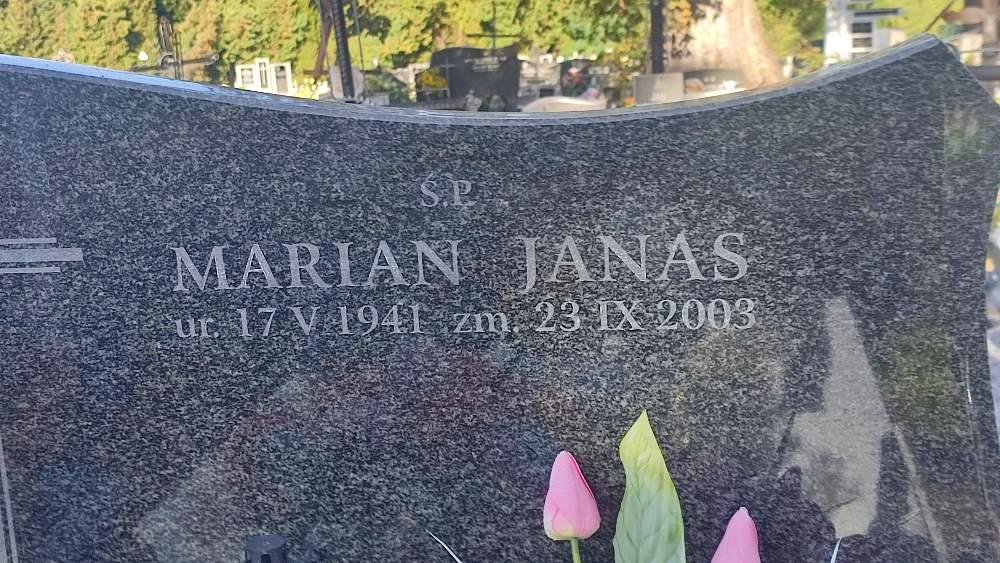 Ś.P.
MARIAN JANAS
ur. 17 V 1941 zm. 23 IX 2003